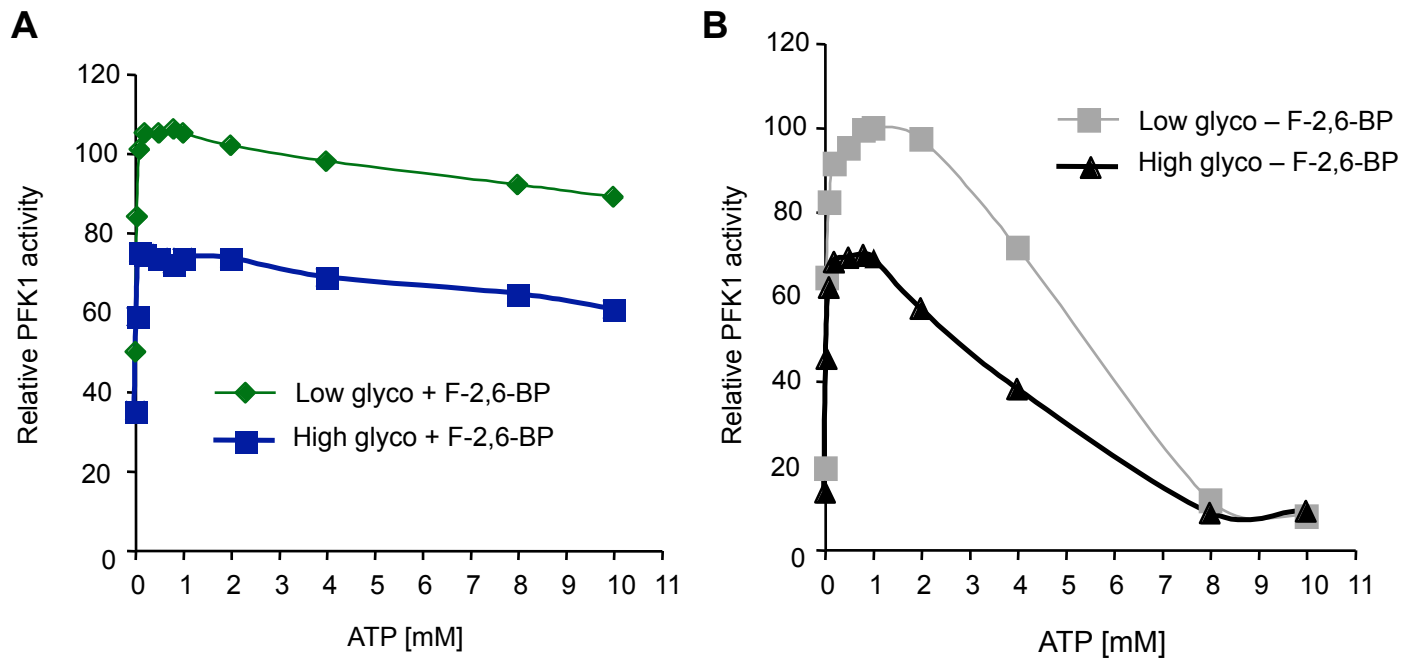 A
Relative PFK1 activity
120
100
80
60
40
20
0
Low glyco + F-2,6-BP
High glyco + F-2,6-BP
0 1 2 3 4 5 6 7 8 9 10 11
ATP [mM]
B
Relative PFK1 activity
120
100
80
60
40
20
0
Low glyco – F-2,6-BP
High glyco – F-2,6-BP
0 1 2 3 4 5 6 7 8 9 10 11
ATP [mM]